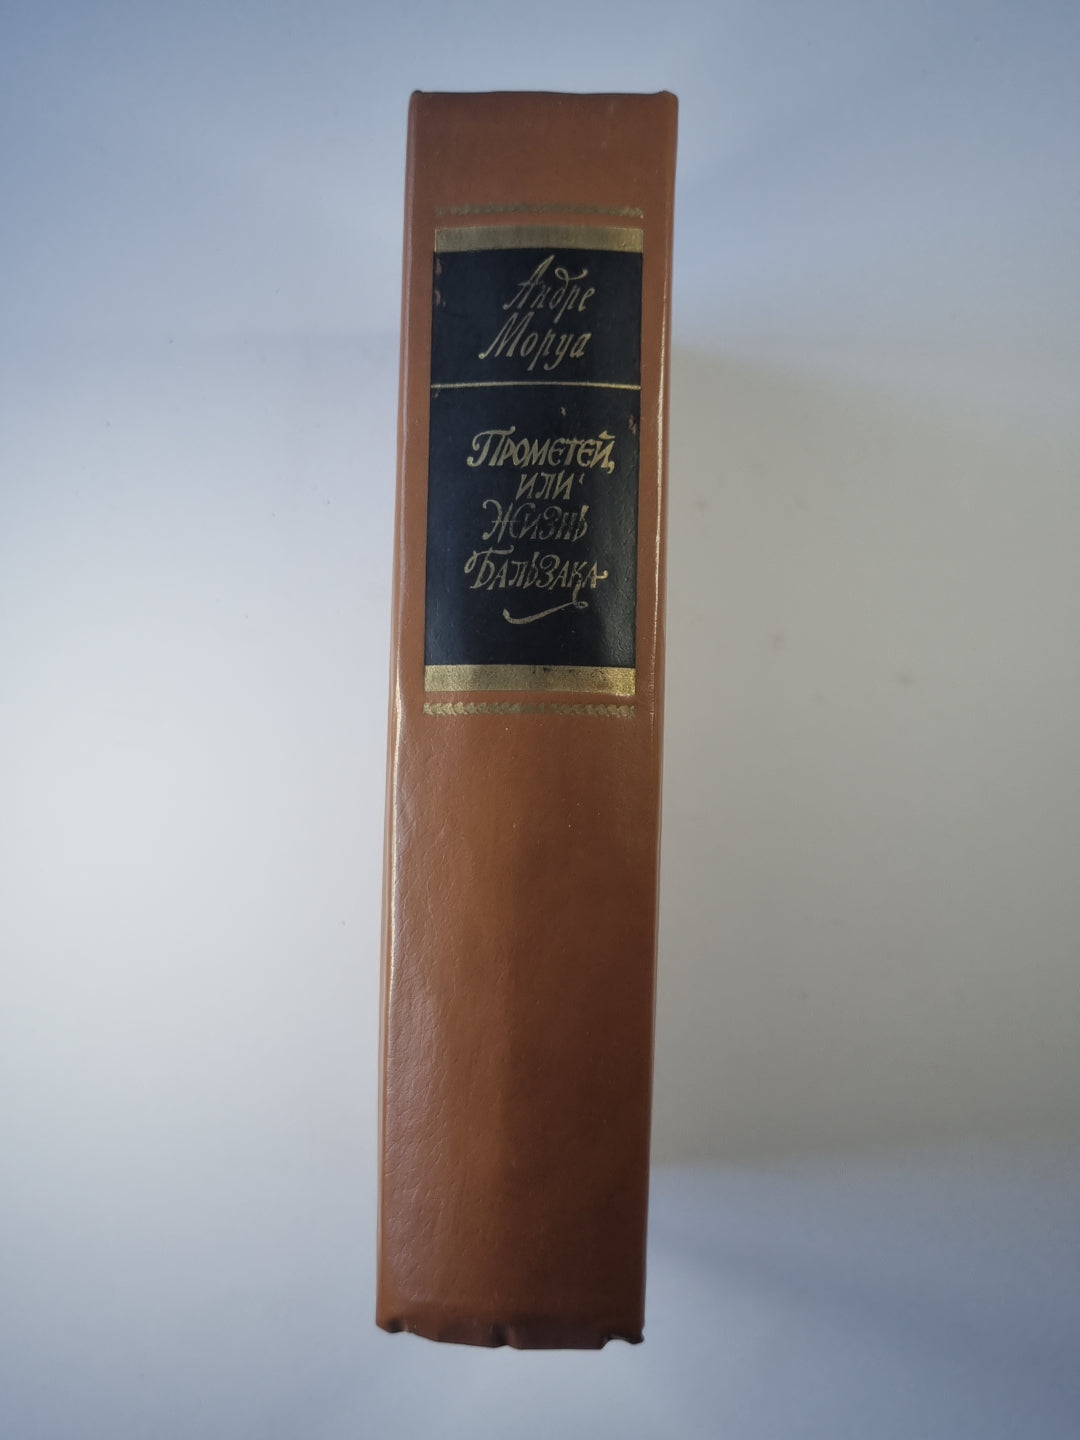 Андре
Моруа
Прометей,
или
Жизнь
Бальзака